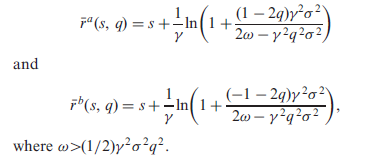 r̄ᵃ(s, q) = s + 1/γ ln(1 + (1 − 2q)γ²σ² / 2ω − γ²q²σ²)
and
r̄ᵇ(s, q) = s + 1/γ ln(1 + (−1 − 2q)γ²σ² / 2ω − γ²q²σ²),
where ω>(1/2)γ²σ²q².